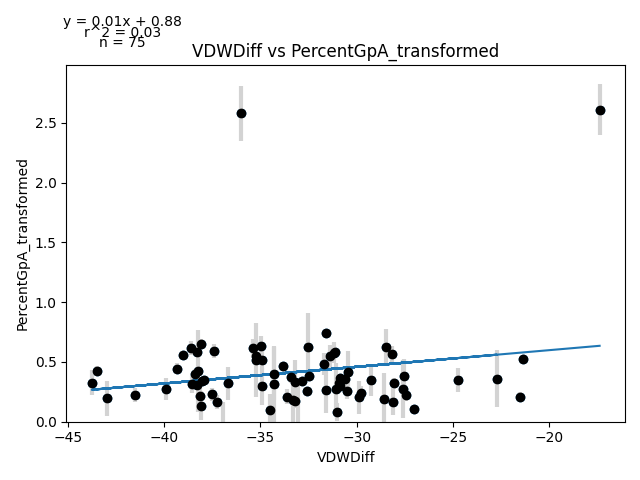 y = 0.01x + 0.88
r^2 = 0.03
n = 75
VDWDiff vs PercentGpA_transformed
PercentGpA_transformed
2.5
2.0
1.5
1.0
0.5
0.0
−45
−40
−35
−30
−25
−20
VDWDiff